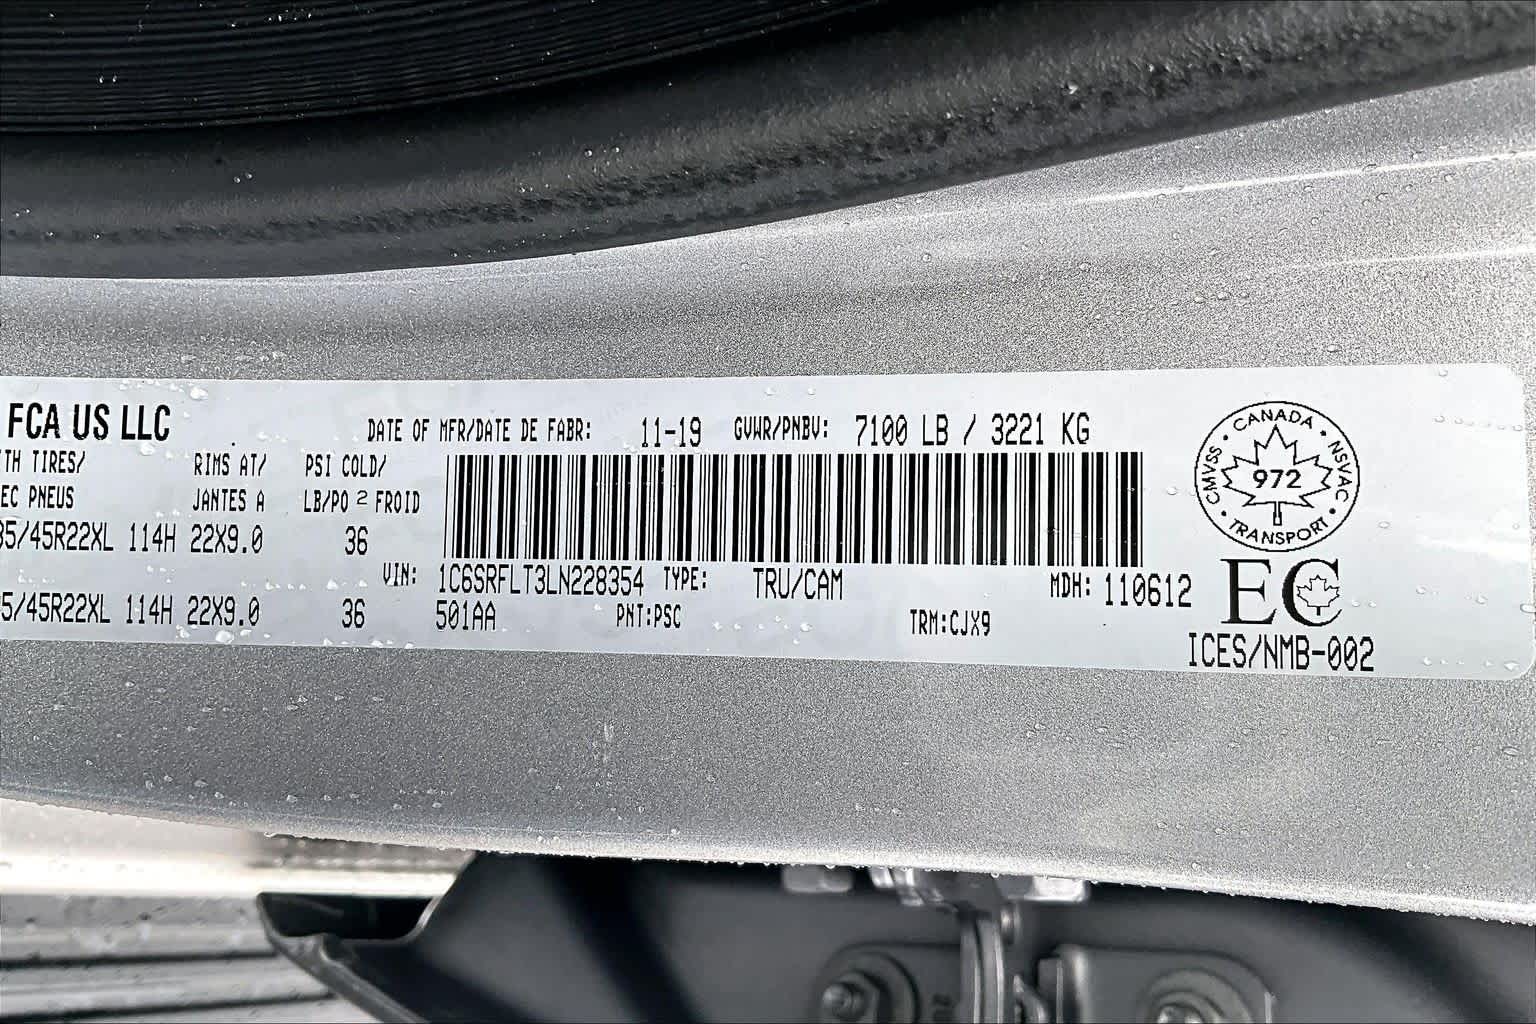 FCA US LLC
DATE OF MFR/DATE DE FABR: 11-19 GVWR/PNBV: 7100 LB / 3221 KG
TH TIRES/ RIMS AT/ PSI COLD/
EC PNEUS JANTES A LB/PO 2 FROID
35/45R22XL 114H 22X9.0 36
VIN: 1C6SRFLT3LN228354 TYPE: TRU/CAM MDH: 110612
5/45R22XL 114H 22X9.0 36 501AA PNT:PSC TRM:CJX9
CANADA
CMVSS • NSVAC
972
• TRANSPORT •
EC
ICES/NMB-002